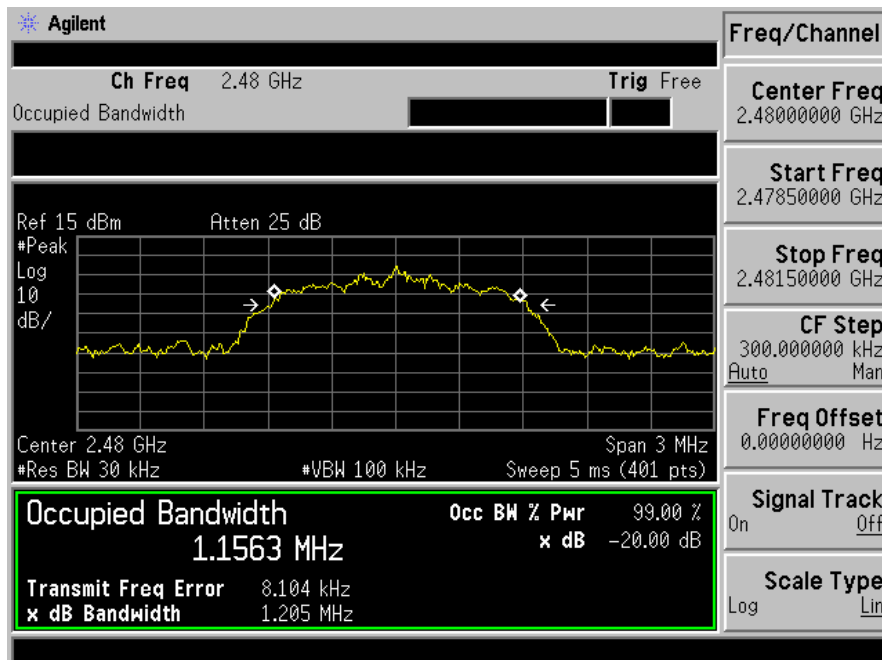 Agilent
Freq/Channel
Ch Freq 2.48 GHz Trig Free
Occupied Bandwidth
Center Freq
2.48000000 GHz
Start Freq
2.47850000 GHz
Stop Freq
2.48150000 GHz
CF Step
300.000000 kHz
Auto Man
Freq Offset
0.00000000 Hz
Signal Track
On Off
Scale Type
Log Lin
Ref 15 dBm Atten 25 dB
#Peak
Log
10
dB/
Center 2.48 GHz Span 3 MHz
#Res BW 30 kHz #VBW 100 kHz Sweep 5 ms (401 pts)
Occupied Bandwidth Occ BW % Pwr 99.00 %
1.1563 MHz x dB -20.00 dB
Transmit Freq Error 8.104 kHz
x dB Bandwidth 1.205 MHz